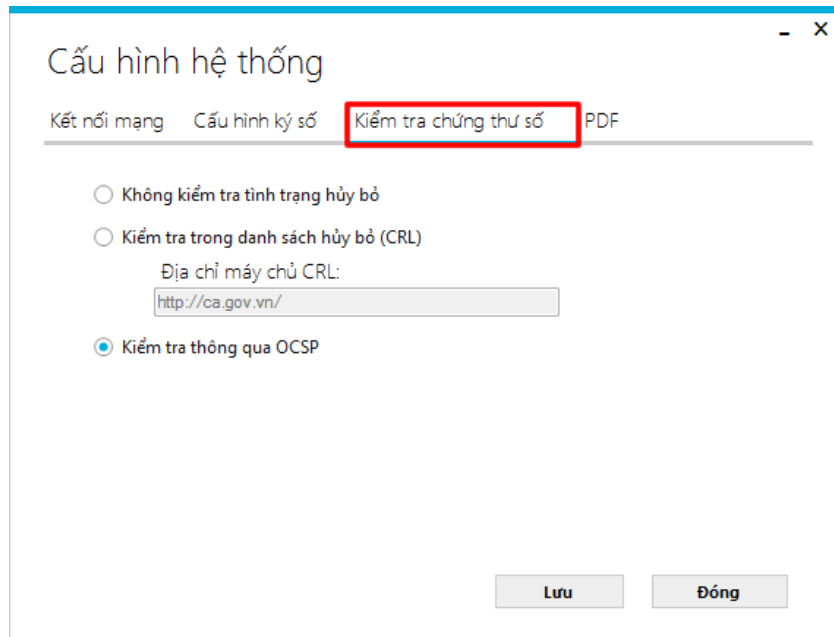 Cấu hình hệ thống
Kết nối mạng Cấu hình ký số Kiểm tra chứng thư số PDF
Không kiểm tra tình trạng hủy bỏ
Kiểm tra trong danh sách hủy bỏ (CRL)
Địa chỉ máy chủ CRL:
http://ca.gov.vn/
Kiểm tra thông qua OCSP
Lưu Đóng